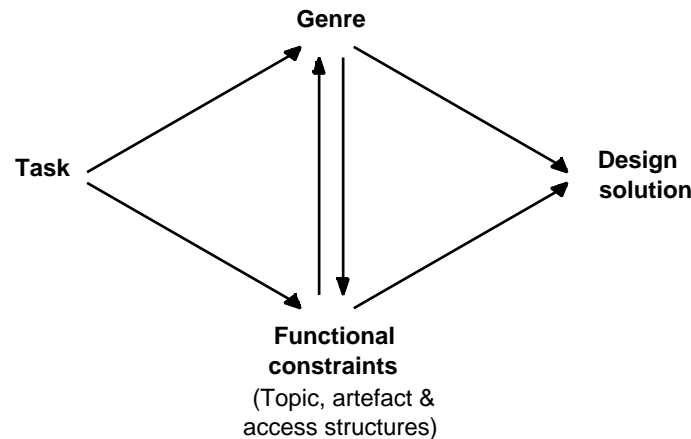 Genre
Task
Design
solution
Functional
constraints
(Topic, artefact &
access structures)